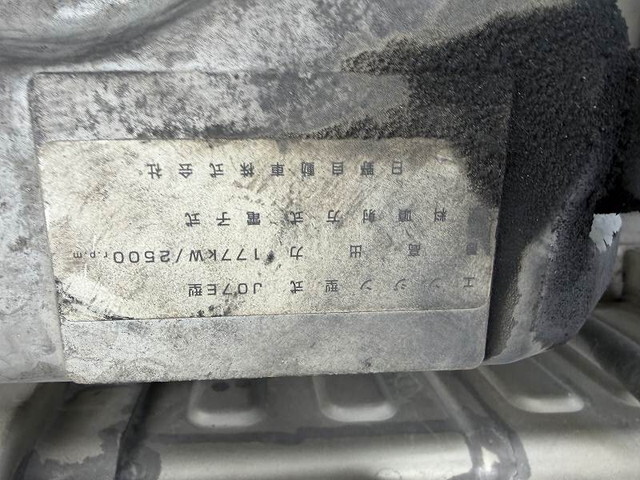 エンジン型式 J07E型
最高出力 177kW/2500r.p.m
燃料噴射方式 電子式
日野自動車株式会社